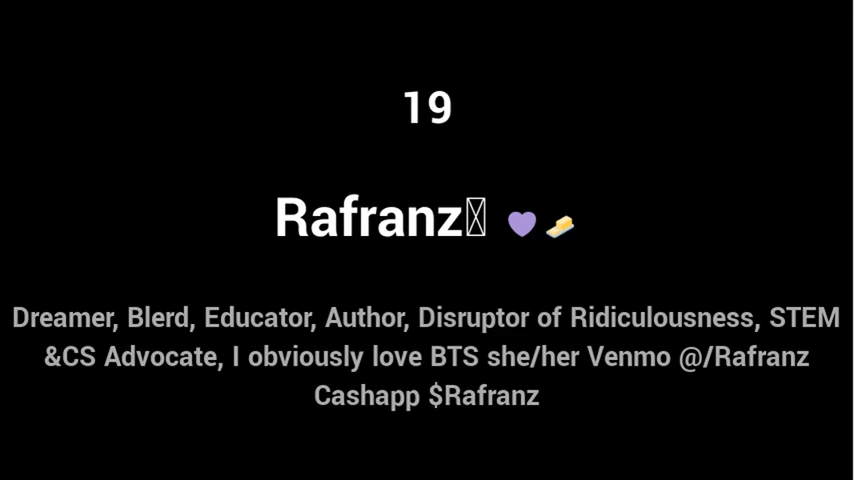 19
Rafranz 💜 🧈
Dreamer, Blerd, Educator, Author, Disruptor of Ridiculousness, STEM
&CS Advocate, I obviously love BTS she/her Venmo @/Rafranz
Cashapp $Rafranz